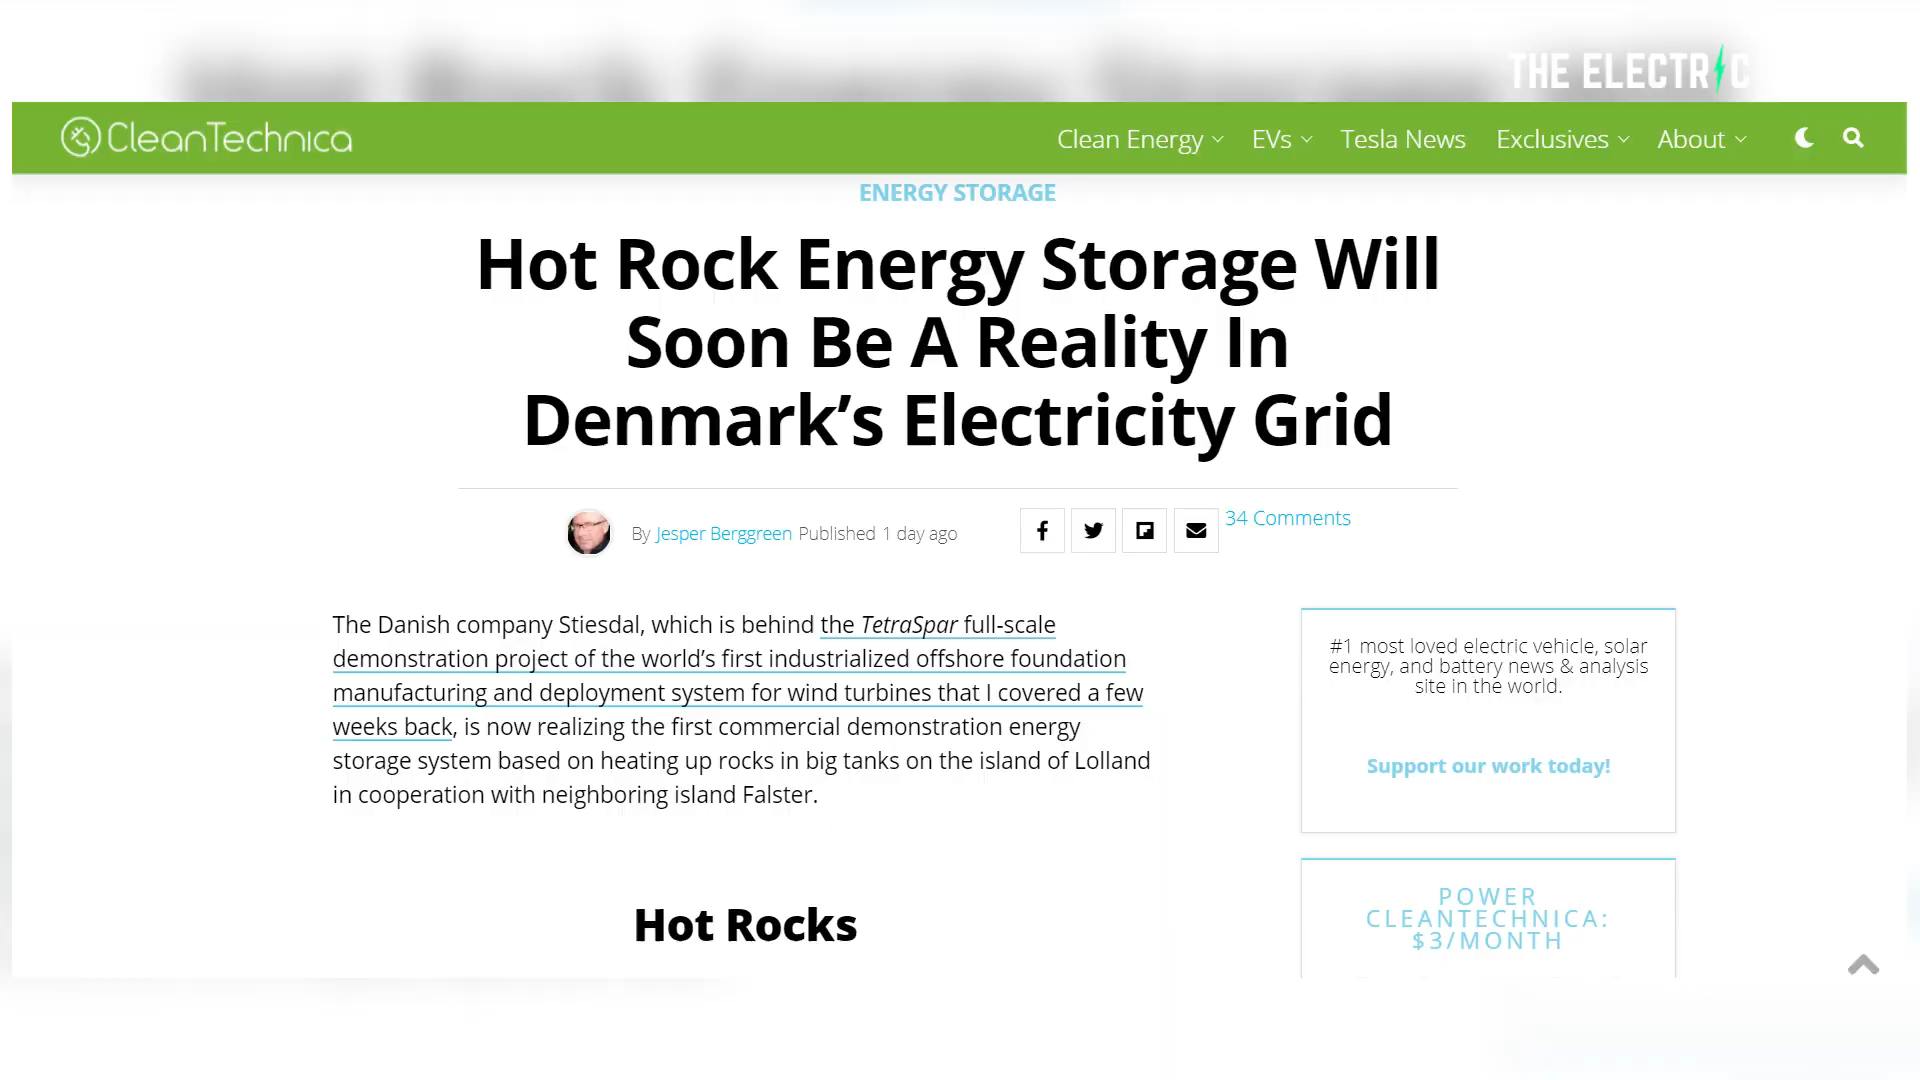 THE ELECTRIC
CleanTechnica
Clean Energy EVs Tesla News Exclusives About
ENERGY STORAGE
Hot Rock Energy Storage Will
Soon Be A Reality In
Denmark’s Electricity Grid
By Jesper Berggreen Published 1 day ago
34 Comments
The Danish company Stiesdal, which is behind the TetraSpar full-scale
demonstration project of the world’s first industrialized offshore foundation
manufacturing and deployment system for wind turbines that I covered a few
weeks back, is now realizing the first commercial demonstration energy
storage system based on heating up rocks in big tanks on the island of Lolland
in cooperation with neighboring island Falster.
Hot Rocks
#1 most loved electric vehicle, solar
energy, and battery news & analysis
site in the world.
Support our work today!
POWER
CLEANTECHNICA:
$3/MONTH